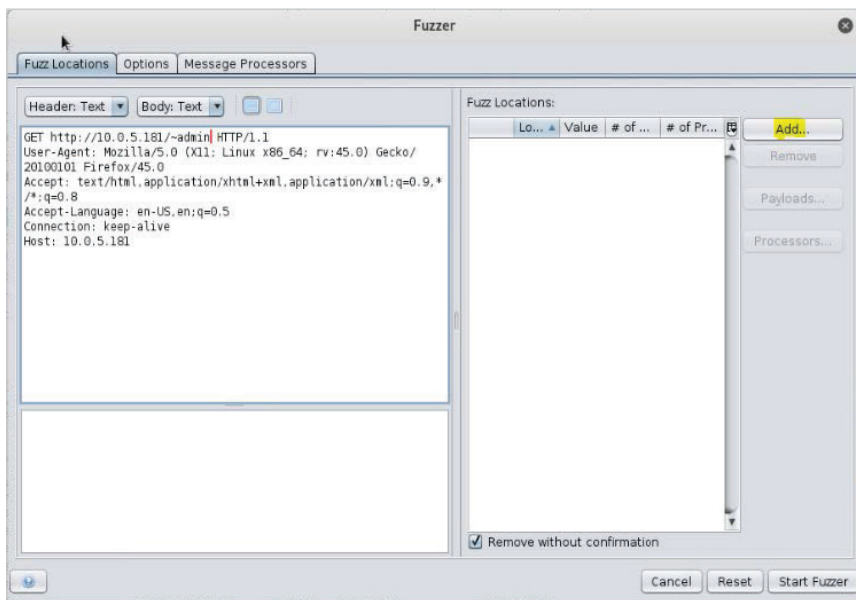 Fuzzer
Fuzz Locations Options Message Processors
Header: Text Body: Text
GET http://10.0.5.181/~admin HTTP/1.1
User-Agent: Mozilla/5.0 (X11; Linux x86_64; rv:45.0) Gecko/
20100101 Firefox/45.0
Accept: text/html,application/xhtml+xml,application/xml;q=0.9,*
/*;q=0.8
Accept-Language: en-US,en;q=0.5
Connection: keep-alive
Host: 10.0.5.181
Fuzz Locations:
Lo... Value # of ... # of Pr...
Add...
Remove
Payloads...
Processors...
Remove without confirmation
Cancel Reset Start Fuzzer